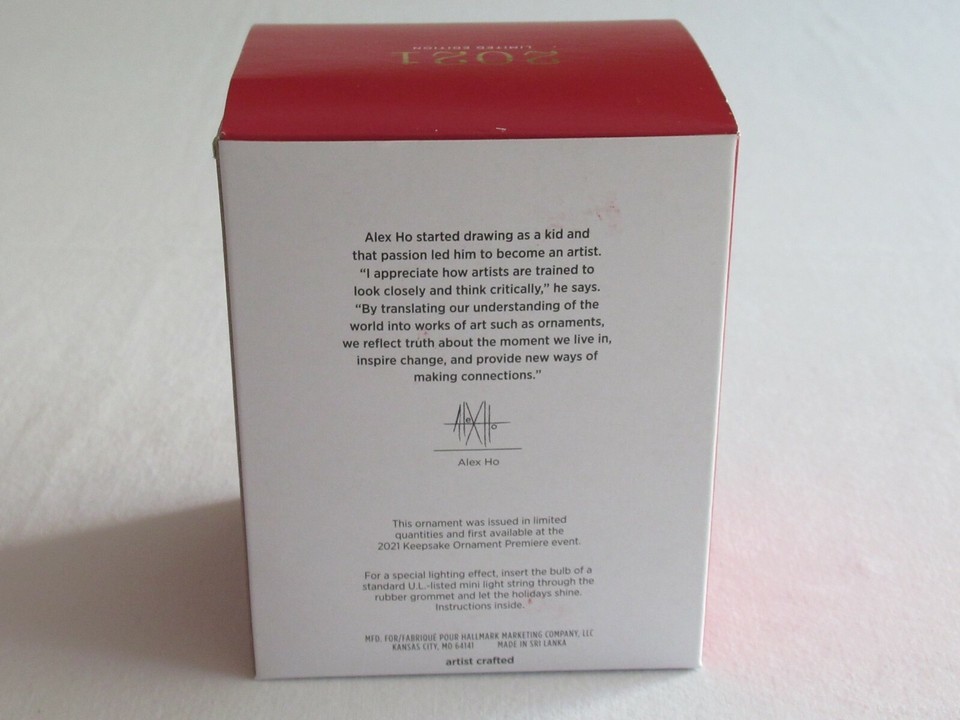 2021
LIMITED EDITION
Alex Ho started drawing as a kid and
that passion led him to become an artist.
“I appreciate how artists are trained to
look closely and think critically,” he says.
“By translating our understanding of the
world into works of art such as ornaments,
we reflect truth about the moment we live in,
inspire change, and provide new ways of
making connections.”
Alex Ho
Alex Ho
This ornament was issued in limited
quantities and first available at the
2021 Keepsake Ornament Premiere event.
For a special lighting effect, insert the bulb of a
standard U.L.-listed mini light string through the
rubber grommet and let the holidays shine.
Instructions inside.
MFD. FOR/FABRIQUÉ POUR HALLMARK MARKETING COMPANY, LLC
KANSAS CITY, MO 64141 MADE IN SRI LANKA
artist crafted